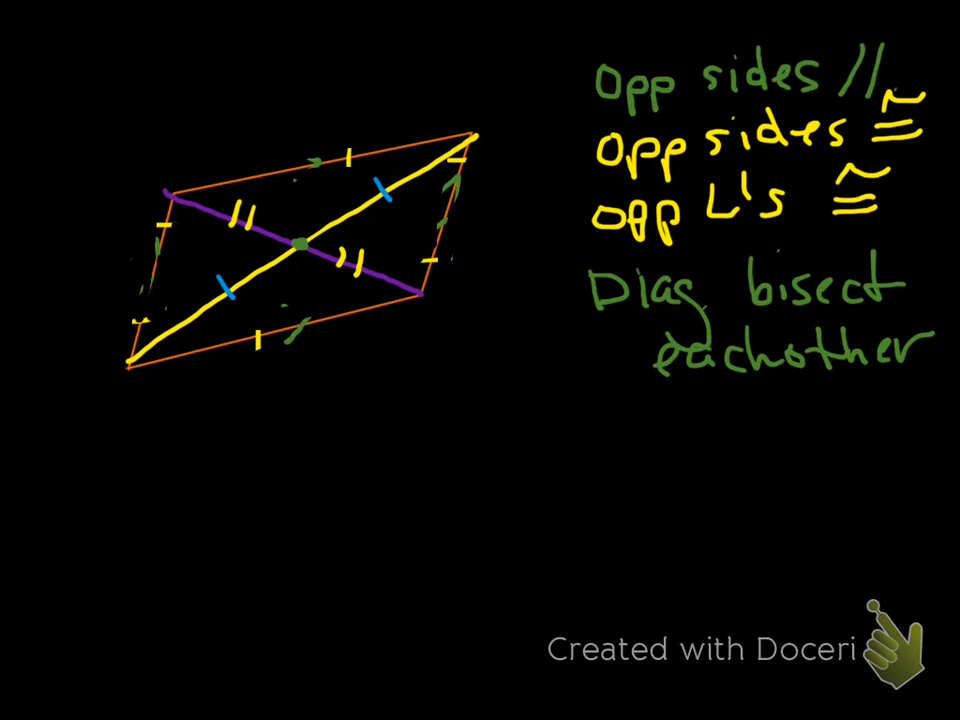 Opp sides //
Opp sides ≅
Opp ∠'s ≅
Diag bisect
eachother
Created with Doceri